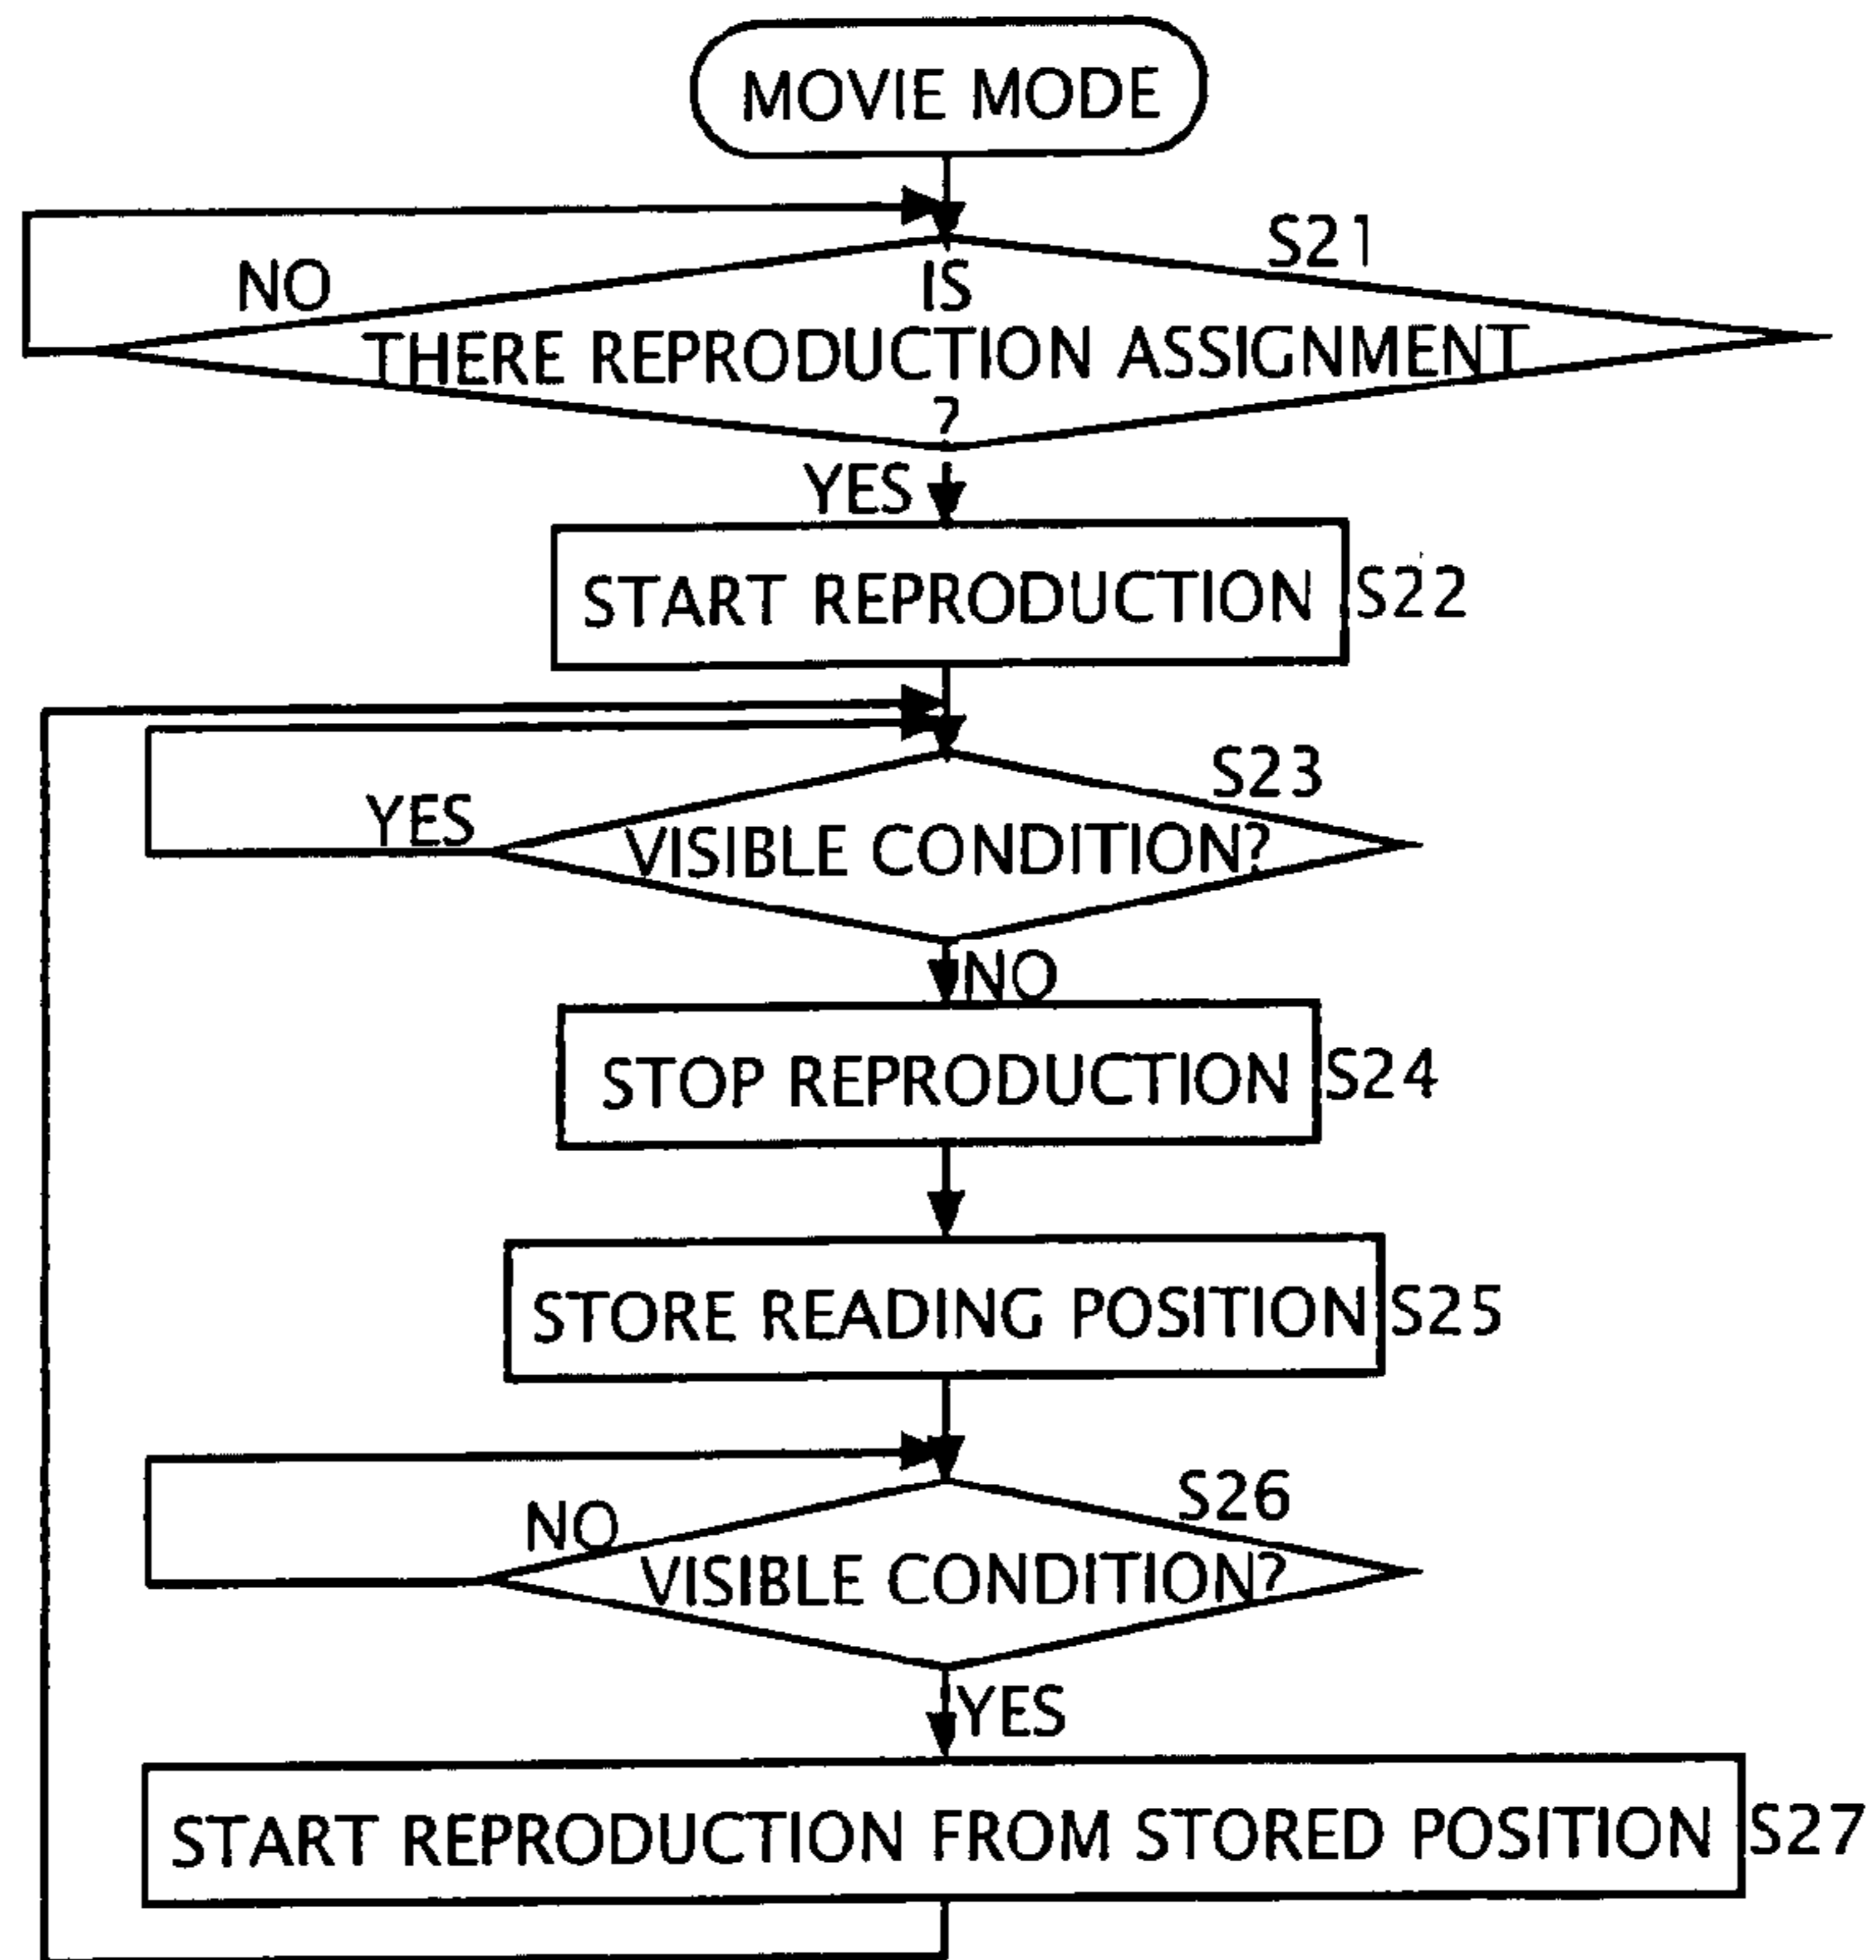 MOVIE MODE
S21
NO
IS
THERE REPRODUCTION ASSIGNMENT
?
YES
START REPRODUCTION
S22
S23
YES
VISIBLE CONDITION?
NO
STOP REPRODUCTION
S24
STORE READING POSITION
S25
S26
NO
VISIBLE CONDITION?
YES
START REPRODUCTION FROM STORED POSITION
S27